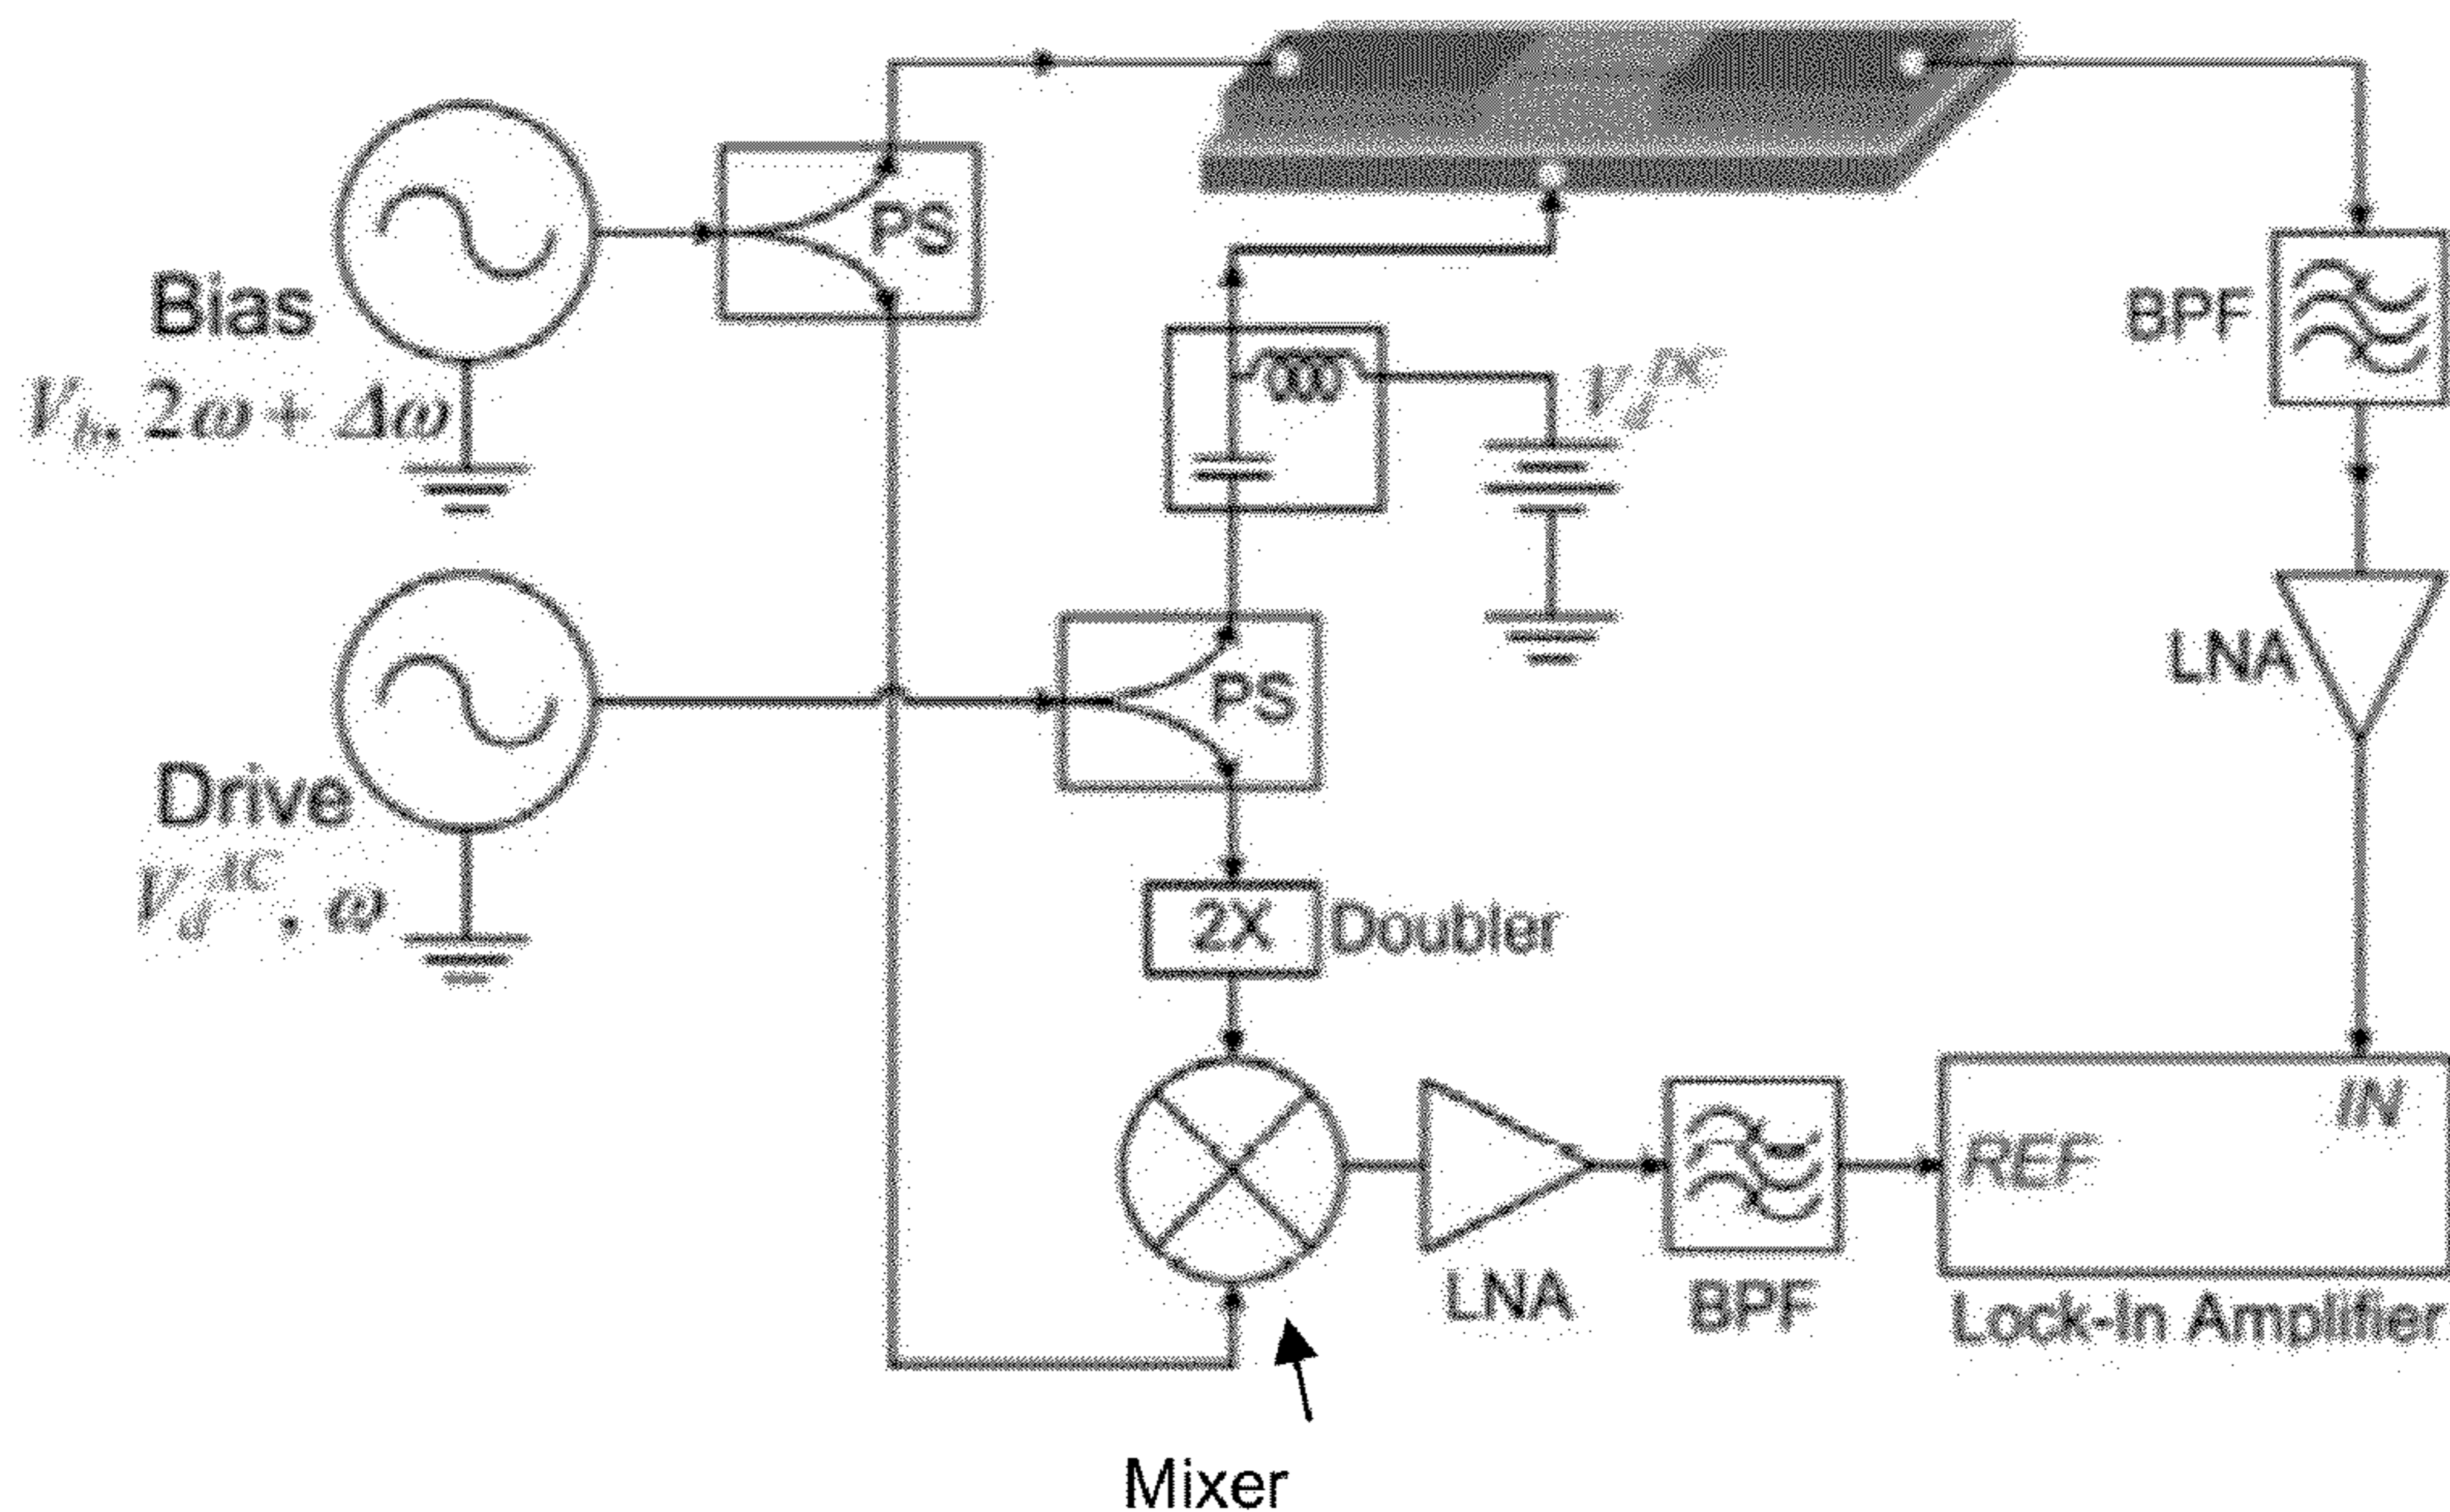 PS
Bias
V_b, 2ω + Δω
BPF
V_d^DC
LNA
PS
Drive
V_d^AC, ω
2X
Doubler
IN
REF
LNA
BPF
Lock-In Amplifier
Mixer